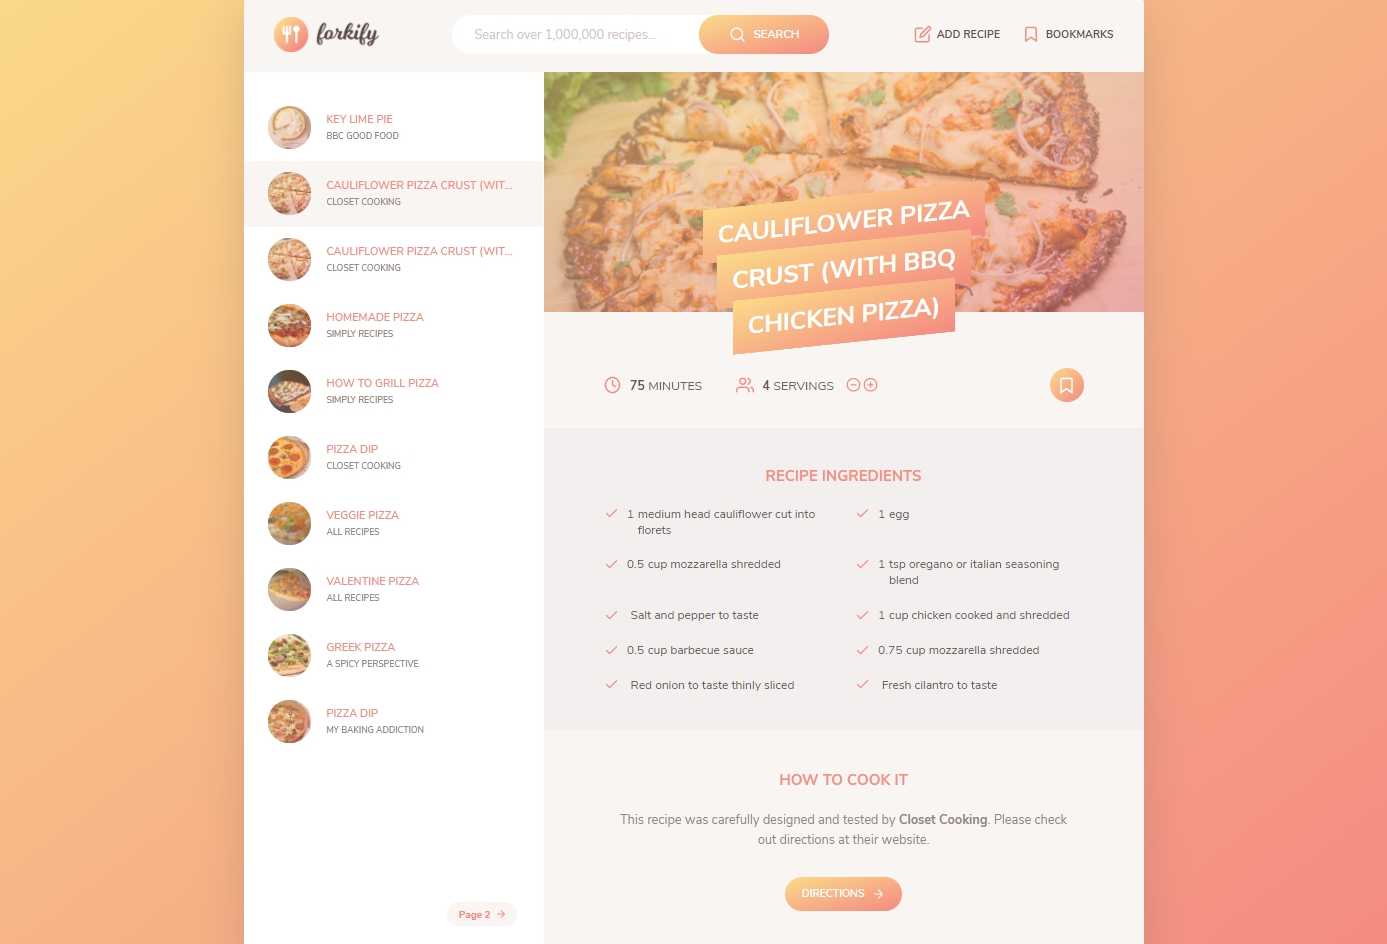 forkify
Search over 1,000,000 recipes...
SEARCH
ADD RECIPE
BOOKMARKS
KEY LIME PIE
BBC GOOD FOOD
CAULIFLOWER PIZZA CRUST (WIT...
CLOSET COOKING
CAULIFLOWER PIZZA CRUST (WIT...
CLOSET COOKING
HOMEMADE PIZZA
SIMPLY RECIPES
HOW TO GRILL PIZZA
SIMPLY RECIPES
PIZZA DIP
CLOSET COOKING
VEGGIE PIZZA
ALL RECIPES
VALENTINE PIZZA
ALL RECIPES
GREEK PIZZA
A SPICY PERSPECTIVE
PIZZA DIP
MY BAKING ADDICTION
Page 2
CAULIFLOWER PIZZA
CRUST (WITH BBQ
CHICKEN PIZZA)
75 MINUTES
4 SERVINGS
RECIPE INGREDIENTS
1 medium head cauliflower cut into
florets
1 egg
0.5 cup mozzarella shredded
1 tsp oregano or italian seasoning
blend
Salt and pepper to taste
1 cup chicken cooked and shredded
0.5 cup barbecue sauce
0.75 cup mozzarella shredded
Red onion to taste thinly sliced
Fresh cilantro to taste
HOW TO COOK IT
This recipe was carefully designed and tested by Closet Cooking. Please check
out directions at their website.
DIRECTIONS